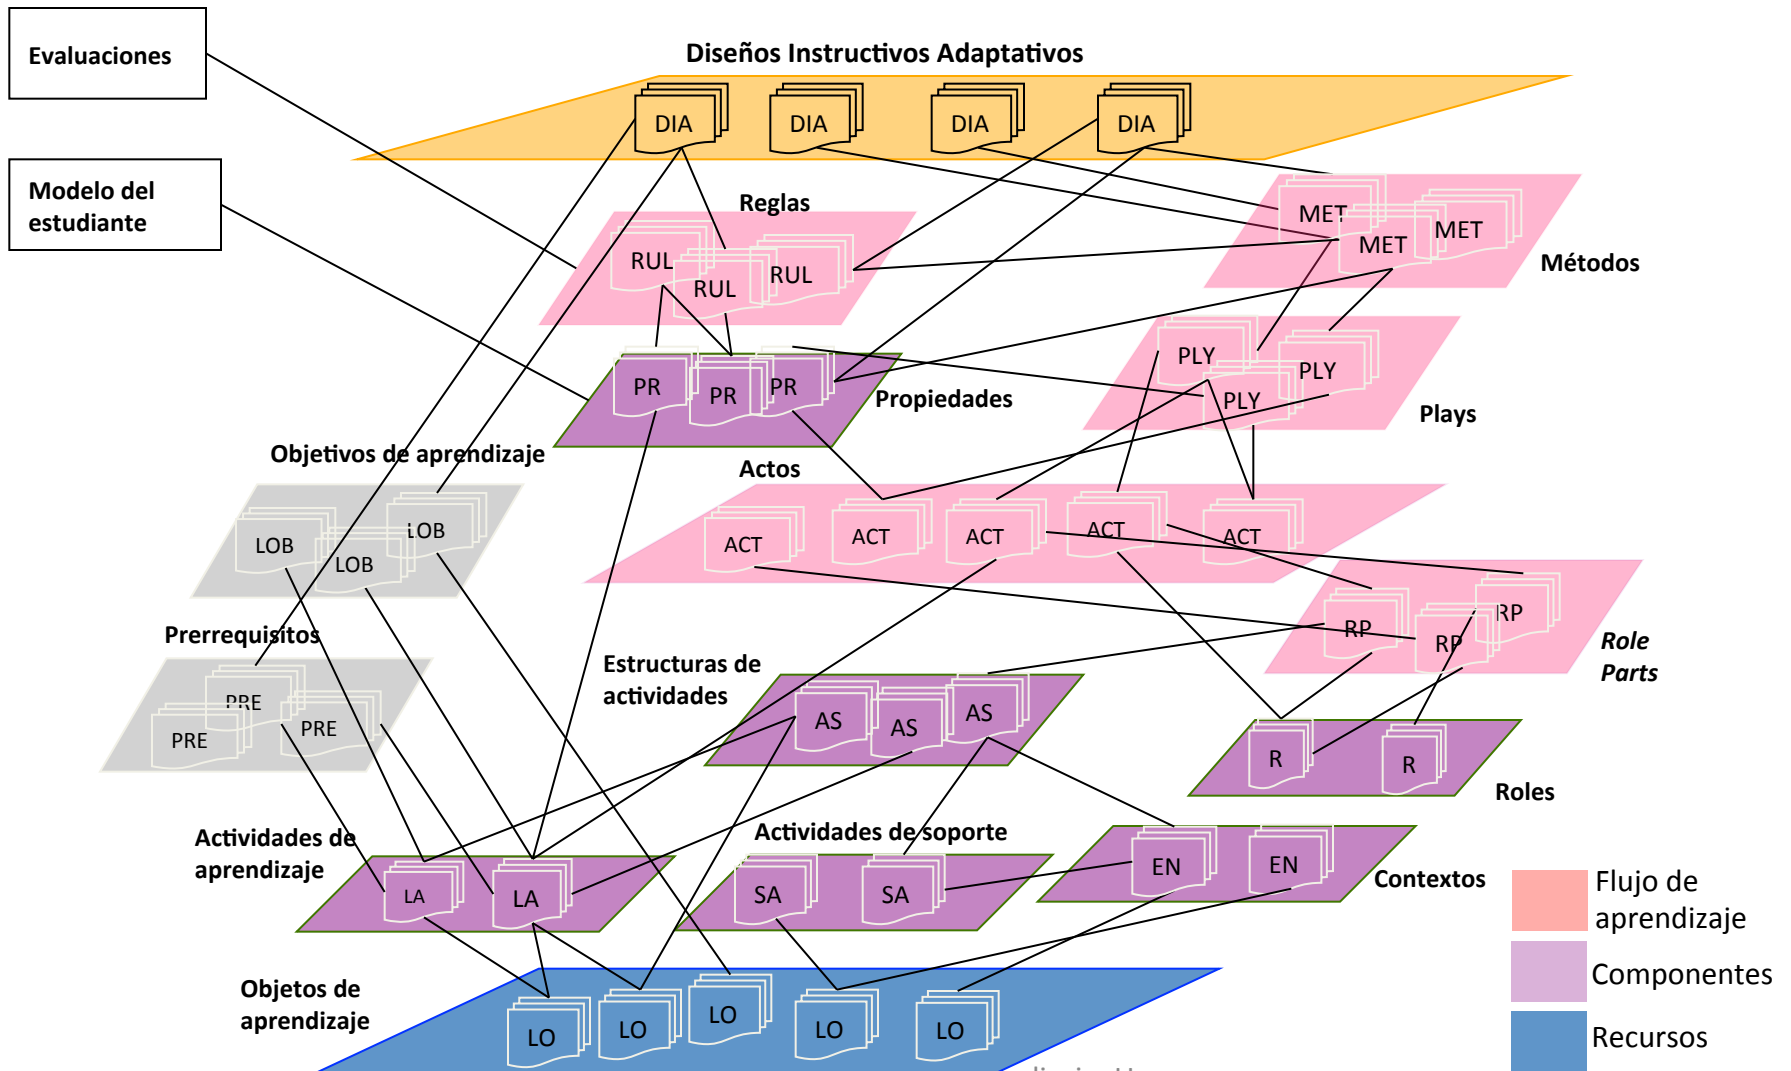 Evaluaciones
Diseños Instructivos Adaptativos
DIA
DIA
DIA
DIA
Modelo del
estudiante
Reglas
RUL
RUL
RUL
MET
MET
MET
Métodos
PR
PR
PR
Propiedades
PLY
PLY
PLY
Plays
Objetivos de aprendizaje
LOB
LOB
LOB
Actos
ACT
ACT
ACT
ACT
ACT
Prerrequisitos
PRE
PRE
PRE
RP
RP
RP
Role
Parts
Estructuras de
actividades
AS
AS
AS
R
R
Roles
Actividades de
aprendizaje
LA
LA
Actividades de soporte
SA
SA
EN
EN
Contextos
Objetos de
aprendizaje
LO
LO
LO
LO
LO
Flujo de
aprendizaje
Componentes
Recursos